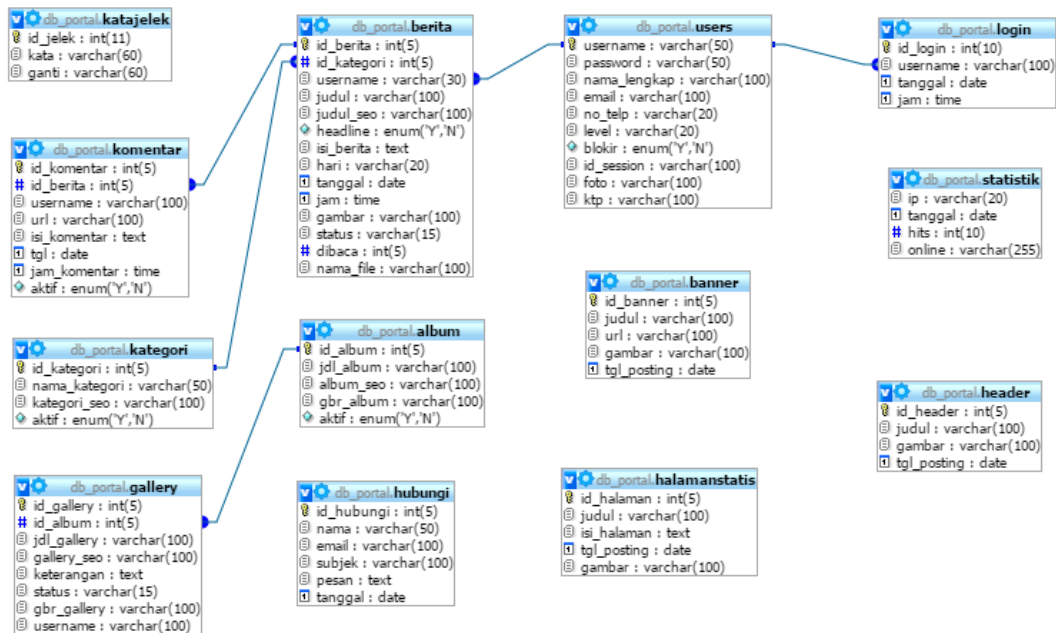 db_portal.katajelek
id_jelek : int(11)
kata : varchar(60)
ganti : varchar(60)
db_portal.berita
id_berita : int(5)
id_kategori : int(5)
username : varchar(30)
judul : varchar(100)
judul_seo : varchar(100)
headline : enum('Y','N')
isi_berita : text
hari : varchar(20)
tanggal : date
jam : time
gambar : varchar(100)
status : varchar(15)
dibaca : int(5)
nama_file : varchar(100)
db_portal.users
username : varchar(50)
password : varchar(50)
nama_lengkap : varchar(100)
email : varchar(100)
no_telp : varchar(20)
level : varchar(20)
blokir : enum('Y','N')
id_session : varchar(100)
foto : varchar(100)
ktp : varchar(100)
db_portal.login
id_login : int(10)
username : varchar(100)
tanggal : date
jam : time
db_portal.komentar
id_komentar : int(5)
id_berita : int(5)
username : varchar(100)
url : varchar(100)
isi_komentar : text
tgl : date
jam_komentar : time
aktif : enum('Y','N')
db_portal.statistik
ip : varchar(20)
tanggal : date
hits : int(10)
online : varchar(255)
db_portal.banner
id_banner : int(5)
judul : varchar(100)
url : varchar(100)
gambar : varchar(100)
tgl_posting : date
db_portal.kategori
id_kategori : int(5)
nama_kategori : varchar(50)
kategori_seo : varchar(100)
aktif : enum('Y','N')
db_portal.album
id_album : int(5)
jdl_album : varchar(100)
album_seo : varchar(100)
gbr_album : varchar(100)
aktif : enum('Y','N')
db_portal.header
id_header : int(5)
judul : varchar(100)
gambar : varchar(100)
tgl_posting : date
db_portal.gallery
id_gallery : int(5)
id_album : int(5)
jdl_gallery : varchar(100)
gallery_seo : varchar(100)
keterangan : text
status : varchar(15)
gbr_gallery : varchar(100)
username : varchar(100)
db_portal.hubungi
id_hubungi : int(5)
nama : varchar(50)
email : varchar(100)
subjek : varchar(100)
pesan : text
tanggal : date
db_portal.halamanstatis
id_halaman : int(5)
judul : varchar(100)
isi_halaman : text
tgl_posting : date
gambar : varchar(100)